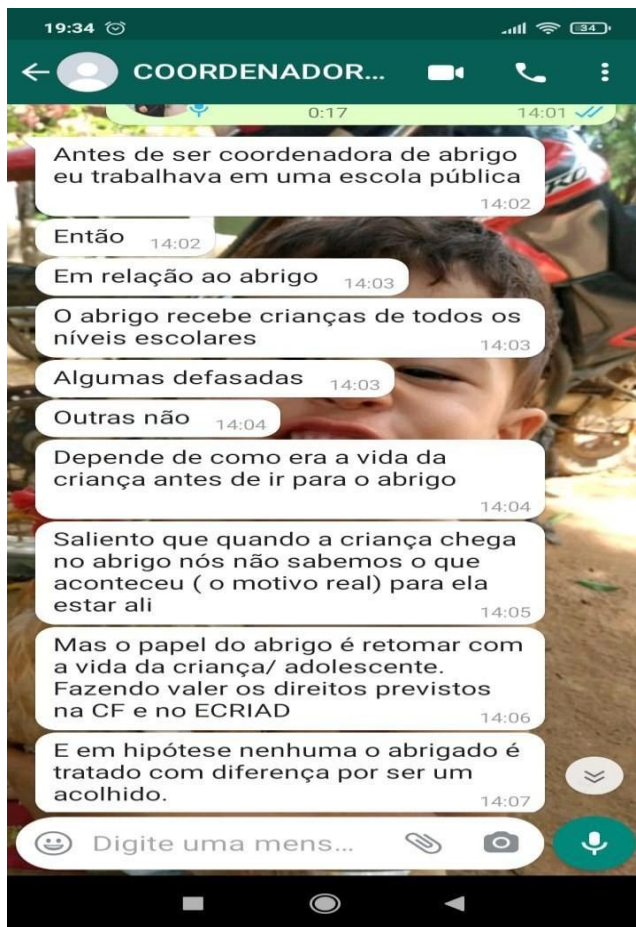 19:34
34
COORDENADOR...
0:17 14:01
Antes de ser coordenadora de abrigo
eu trabalhava em uma escola pública
14:02
Então 14:02
Em relação ao abrigo 14:03
O abrigo recebe crianças de todos os
níveis escolares
14:03
Algumas defasadas 14:03
Outras não 14:04
Depende de como era a vida da
criança antes de ir para o abrigo
14:04
Saliento que quando a criança chega
no abrigo nós não sabemos o que
aconteceu ( o motivo real) para ela
estar ali
14:05
Mas o papel do abrigo é retomar com
a vida da criança/ adolescente.
Fazendo valer os direitos previstos
na CF e no ECRIAD
14:06
E em hipótese nenhuma o abrigado é
tratado com diferença por ser um
acolhido.
14:07
Digite uma mens...